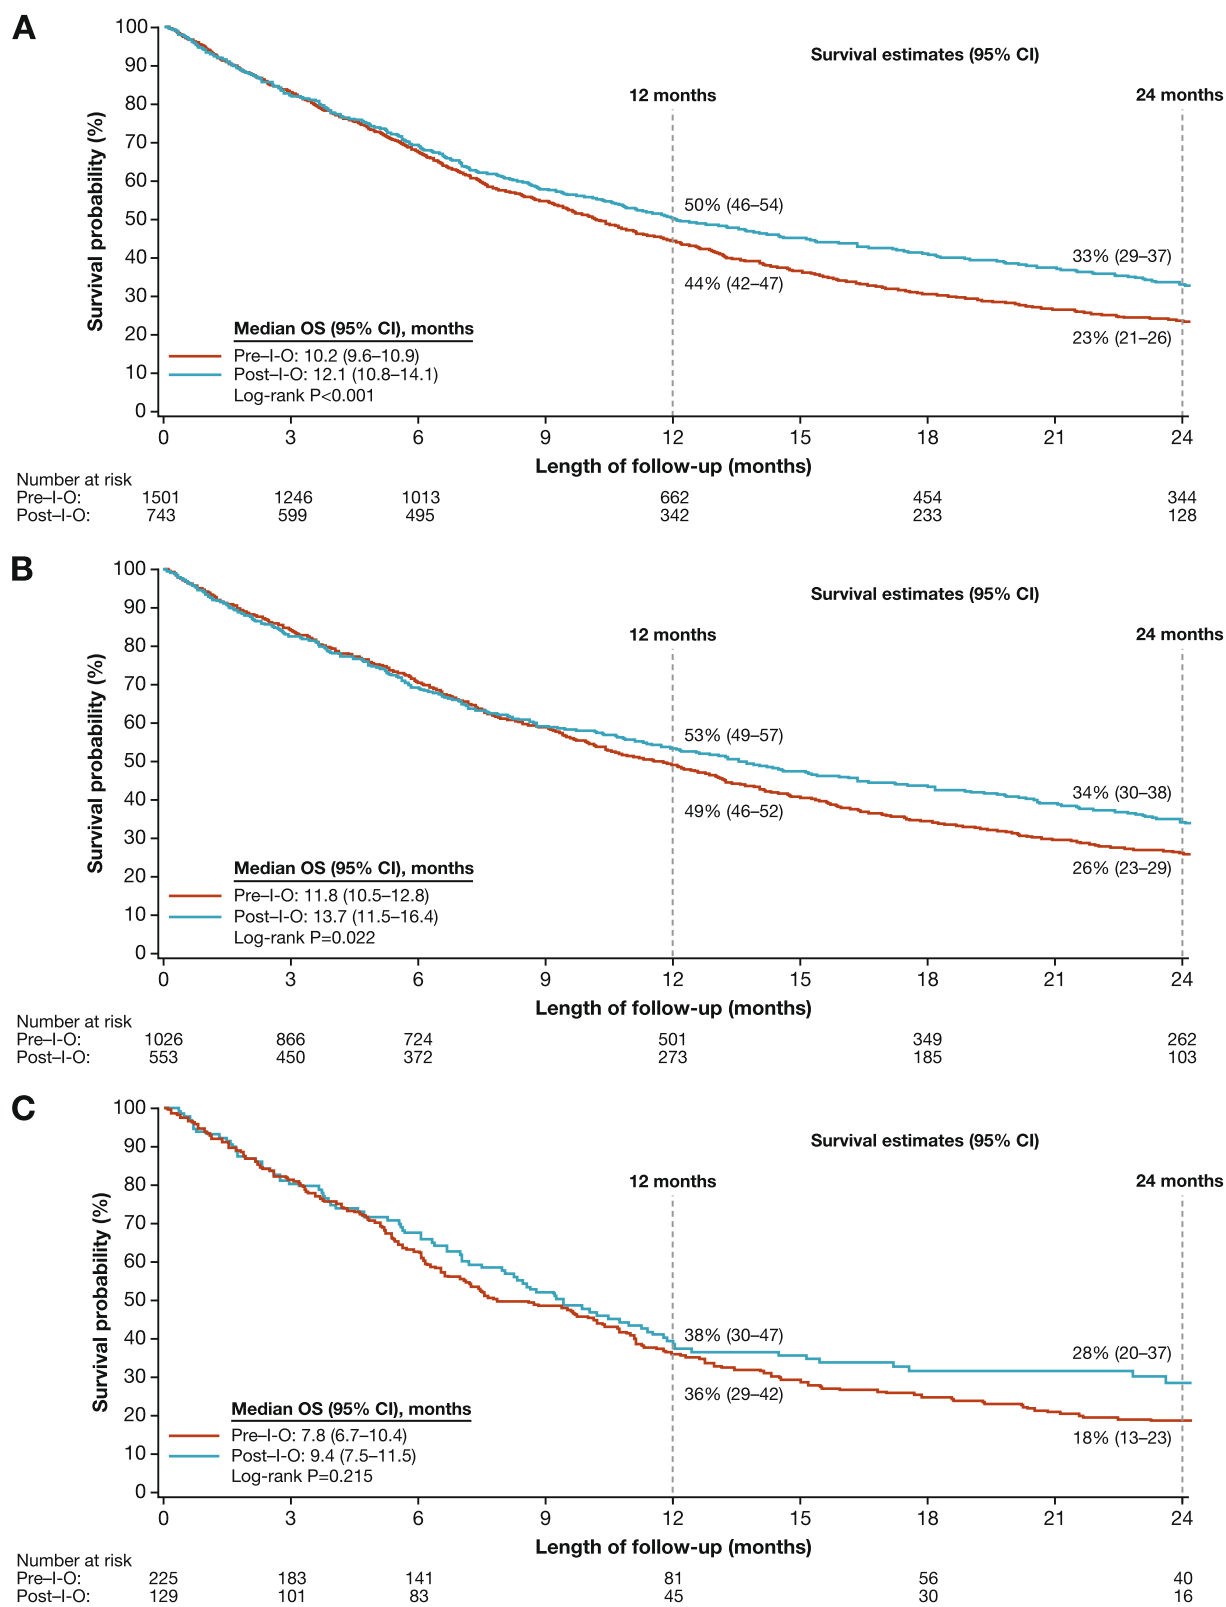 A
Survival estimates (95% CI)
12 months
24 months
100
90
80
70
60
50
40
30
20
10
0
Survival probability (%)
50% (46–54)
44% (42–47)
33% (29–37)
23% (21–26)
Median OS (95% CI), months
Pre–I-O: 10.2 (9.6–10.9)
Post–I-O: 12.1 (10.8–14.1)
Log-rank P<0.001
0 3 6 9 12 15 18 21 24
Length of follow-up (months)
Number at risk
Pre–I-O: 1501 1246 1013 662 454 344
Post–I-O: 743 599 495 342 233 128
B
Survival estimates (95% CI)
12 months
24 months
100
90
80
70
60
50
40
30
20
10
0
Survival probability (%)
53% (49–57)
49% (46–52)
34% (30–38)
26% (23–29)
Median OS (95% CI), months
Pre–I-O: 11.8 (10.5–12.8)
Post–I-O: 13.7 (11.5–16.4)
Log-rank P=0.022
0 3 6 9 12 15 18 21 24
Length of follow-up (months)
Number at risk
Pre–I-O: 1026 866 724 501 349 262
Post–I-O: 553 450 372 273 185 103
C
Survival estimates (95% CI)
12 months
24 months
100
90
80
70
60
50
40
30
20
10
0
Survival probability (%)
38% (30–47)
36% (29–42)
28% (20–37)
18% (13–23)
Median OS (95% CI), months
Pre–I-O: 7.8 (6.7–10.4)
Post–I-O: 9.4 (7.5–11.5)
Log-rank P=0.215
0 3 6 9 12 15 18 21 24
Length of follow-up (months)
Number at risk
Pre–I-O: 225 183 141 81 56 40
Post–I-O: 129 101 83 45 30 16